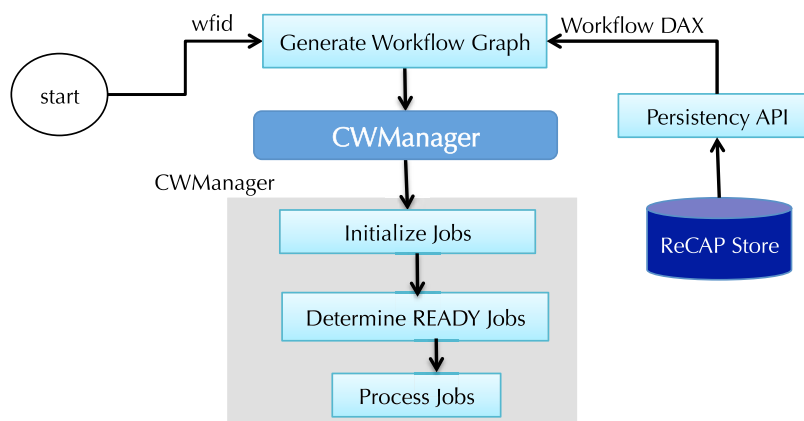 wfid
Workflow DAX
Generate Workflow Graph
start
Persistency API
CWManager
CWManager
Initialize Jobs
ReCAP Store
Determine READY Jobs
Process Jobs